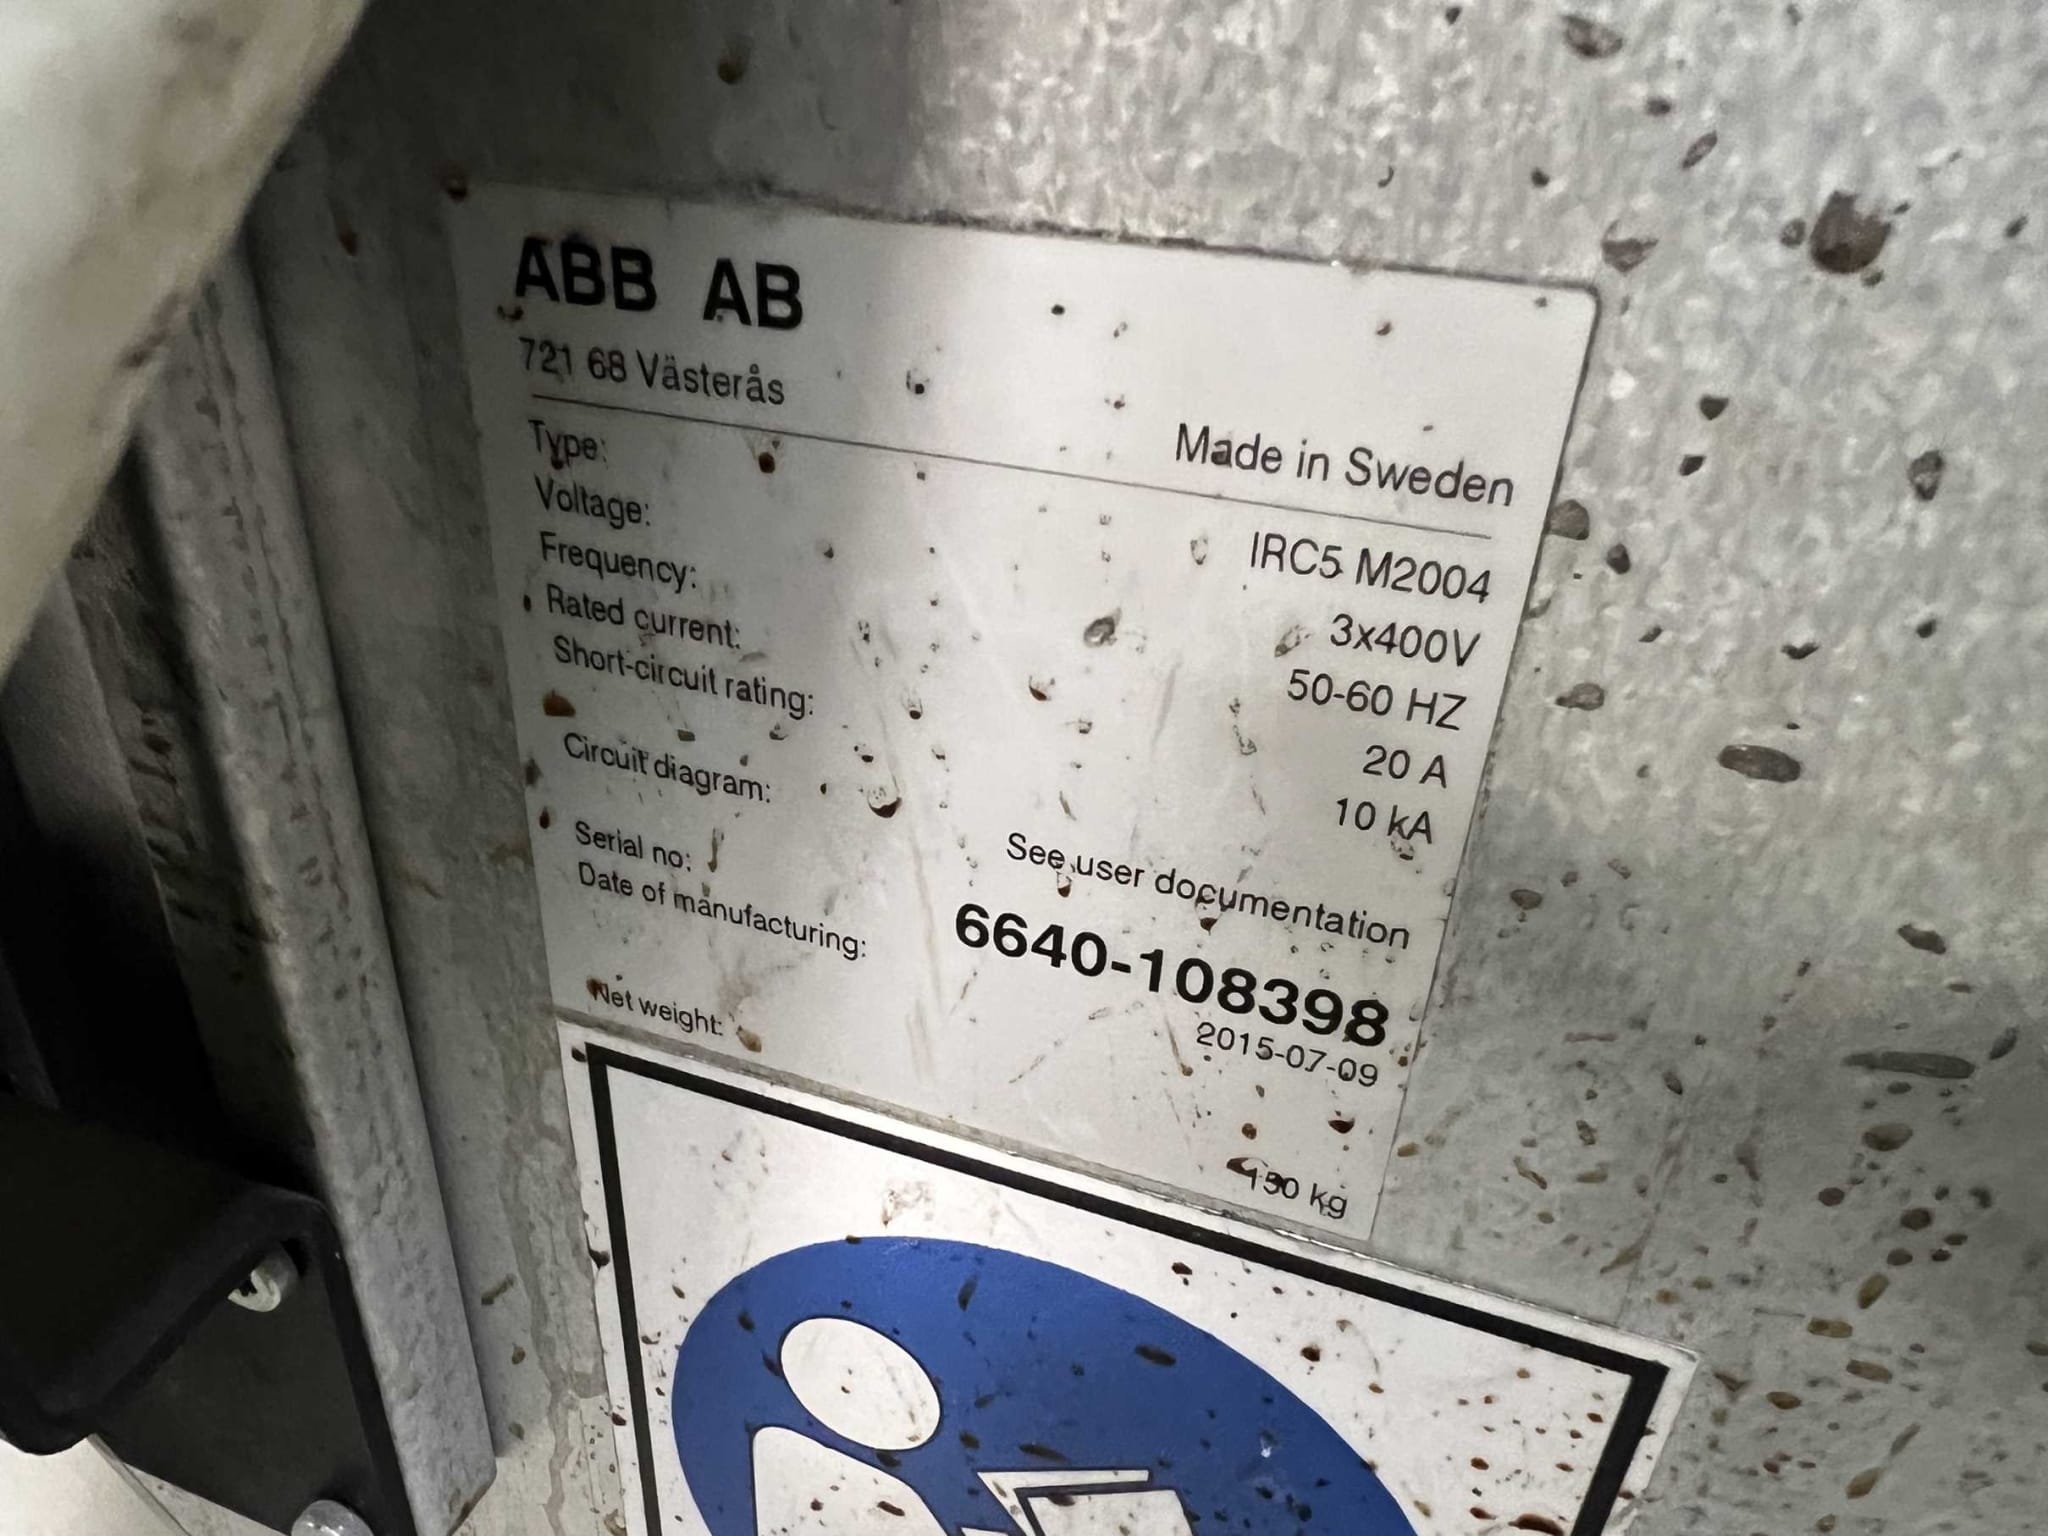 ABB AB
721 68 Västerås
Made in Sweden
Type: IRC5 M2004
Voltage: 3x400V
Frequency: 50-60 HZ
Rated current: 20 A
Short-circuit rating: 10 kA
Circuit diagram: See user documentation
Serial no: 6640-108398
Date of manufacturing: 2015-07-09
Net weight: 150 kg